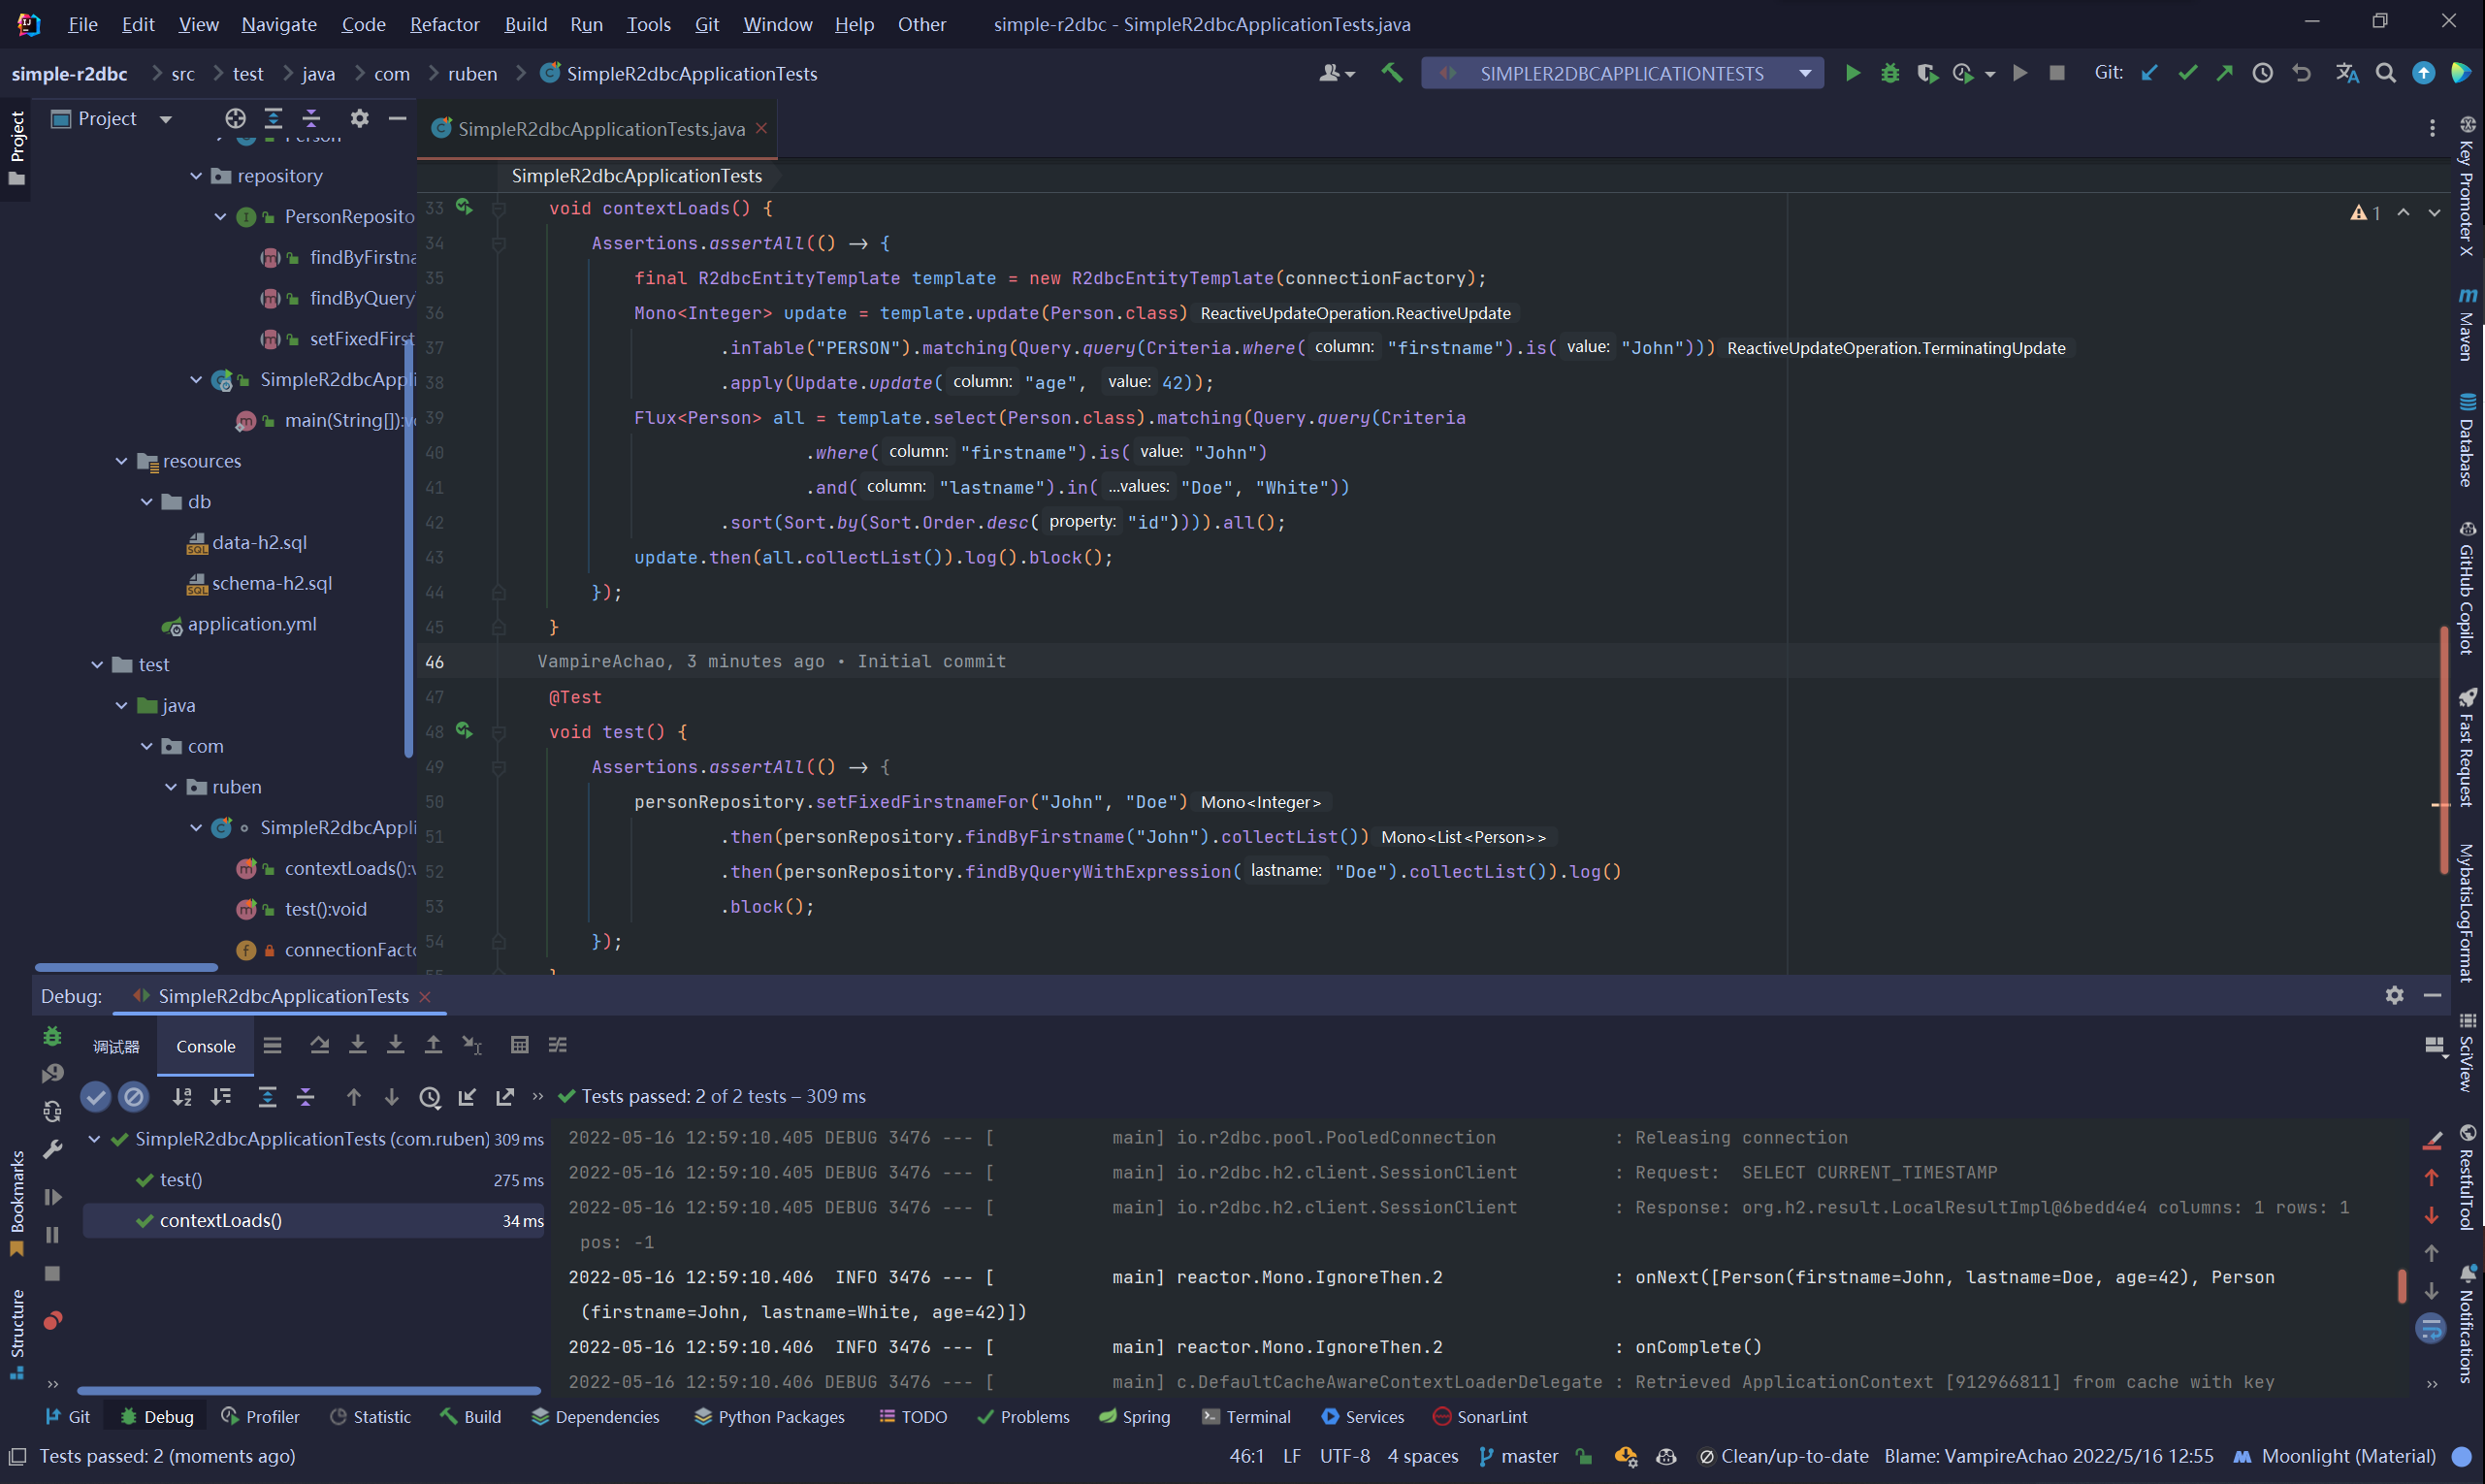 File Edit View Navigate Code Refactor Build Run Tools Git Window Help Other simple-r2dbc - SimpleR2dbcApplicationTests.java
simple-r2dbc src test java com ruben SimpleR2dbcApplicationTests SIMPLER2DBCAPPLICATIONTESTS Git:
Project
Project
SimpleR2dbcApplicationTests.java
SimpleR2dbcApplicationTests
Person
repository
PersonReposito
findByFirstna
findByQuery
setFixedFirst
SimpleR2dbcAppli
main(String[]):v
resources
db
data-h2.sql
schema-h2.sql
application.yml
test
java
com
ruben
SimpleR2dbcAppli
contextLoads():v
test():void
connectionFacto
33 void contextLoads() {
34 Assertions.assertAll(() → {
35 final R2dbcEntityTemplate template = new R2dbcEntityTemplate(connectionFactory);
36 Mono<Integer> update = template.update(Person.class) ReactiveUpdateOperation.ReactiveUpdate
37 .inTable("PERSON").matching(Query.query(Criteria.where( column: "firstname").is( value: "John"))) ReactiveUpdateOperation.TerminatingUpdate
38 .apply(Update.update( column: "age", value: 42));
39 Flux<Person> all = template.select(Person.class).matching(Query.query(Criteria
40 .where( column: "firstname").is( value: "John")
41 .and( column: "lastname").in( ...values: "Doe", "White"))
42 .sort(Sort.by(Sort.Order.desc( property: "id")))).all();
43 update.then(all.collectList()).log().block();
44 });
45 }
46 VampireAchao, 3 minutes ago • Initial commit
47 @Test
48 void test() {
49 Assertions.assertAll(() → {
50 personRepository.setFixedFirstnameFor("John", "Doe") Mono<Integer>
51 .then(personRepository.findByFirstname("John").collectList()) Mono<List<Person>>
52 .then(personRepository.findByQueryWithExpression( lastname: "Doe").collectList()).log()
53 .block();
54 });
55 }
1
Key Promoter X
Maven
Database
GitHub Copilot
Fast Request
MybatisLogFormat
SciView
RestfulTool
Notifications
Debug: SimpleR2dbcApplicationTests
调试器 Console
Tests passed: 2 of 2 tests – 309 ms
SimpleR2dbcApplicationTests (com.ruben) 309 ms
test() 275 ms
contextLoads() 34 ms
2022-05-16 12:59:10.405 DEBUG 3476 --- [ main] io.r2dbc.pool.PooledConnection : Releasing connection
2022-05-16 12:59:10.405 DEBUG 3476 --- [ main] io.r2dbc.h2.client.SessionClient : Request: SELECT CURRENT_TIMESTAMP
2022-05-16 12:59:10.405 DEBUG 3476 --- [ main] io.r2dbc.h2.client.SessionClient : Response: org.h2.result.LocalResultImpl@6bedd4e4 columns: 1 rows: 1
pos: -1
2022-05-16 12:59:10.406 INFO 3476 --- [ main] reactor.Mono.IgnoreThen.2 : onNext([Person(firstname=John, lastname=Doe, age=42), Person
(firstname=John, lastname=White, age=42)])
2022-05-16 12:59:10.406 INFO 3476 --- [ main] reactor.Mono.IgnoreThen.2 : onComplete()
2022-05-16 12:59:10.406 DEBUG 3476 --- [ main] c.DefaultCacheAwareContextLoaderDelegate : Retrieved ApplicationContext [912966811] from cache with key
Bookmarks
Structure
Git Debug Profiler Statistic Build Dependencies Python Packages TODO Problems Spring Terminal Services SonarLint
Tests passed: 2 (moments ago) 46:1 LF UTF-8 4 spaces master Clean/up-to-date Blame: VampireAchao 2022/5/16 12:55 Moonlight (Material)